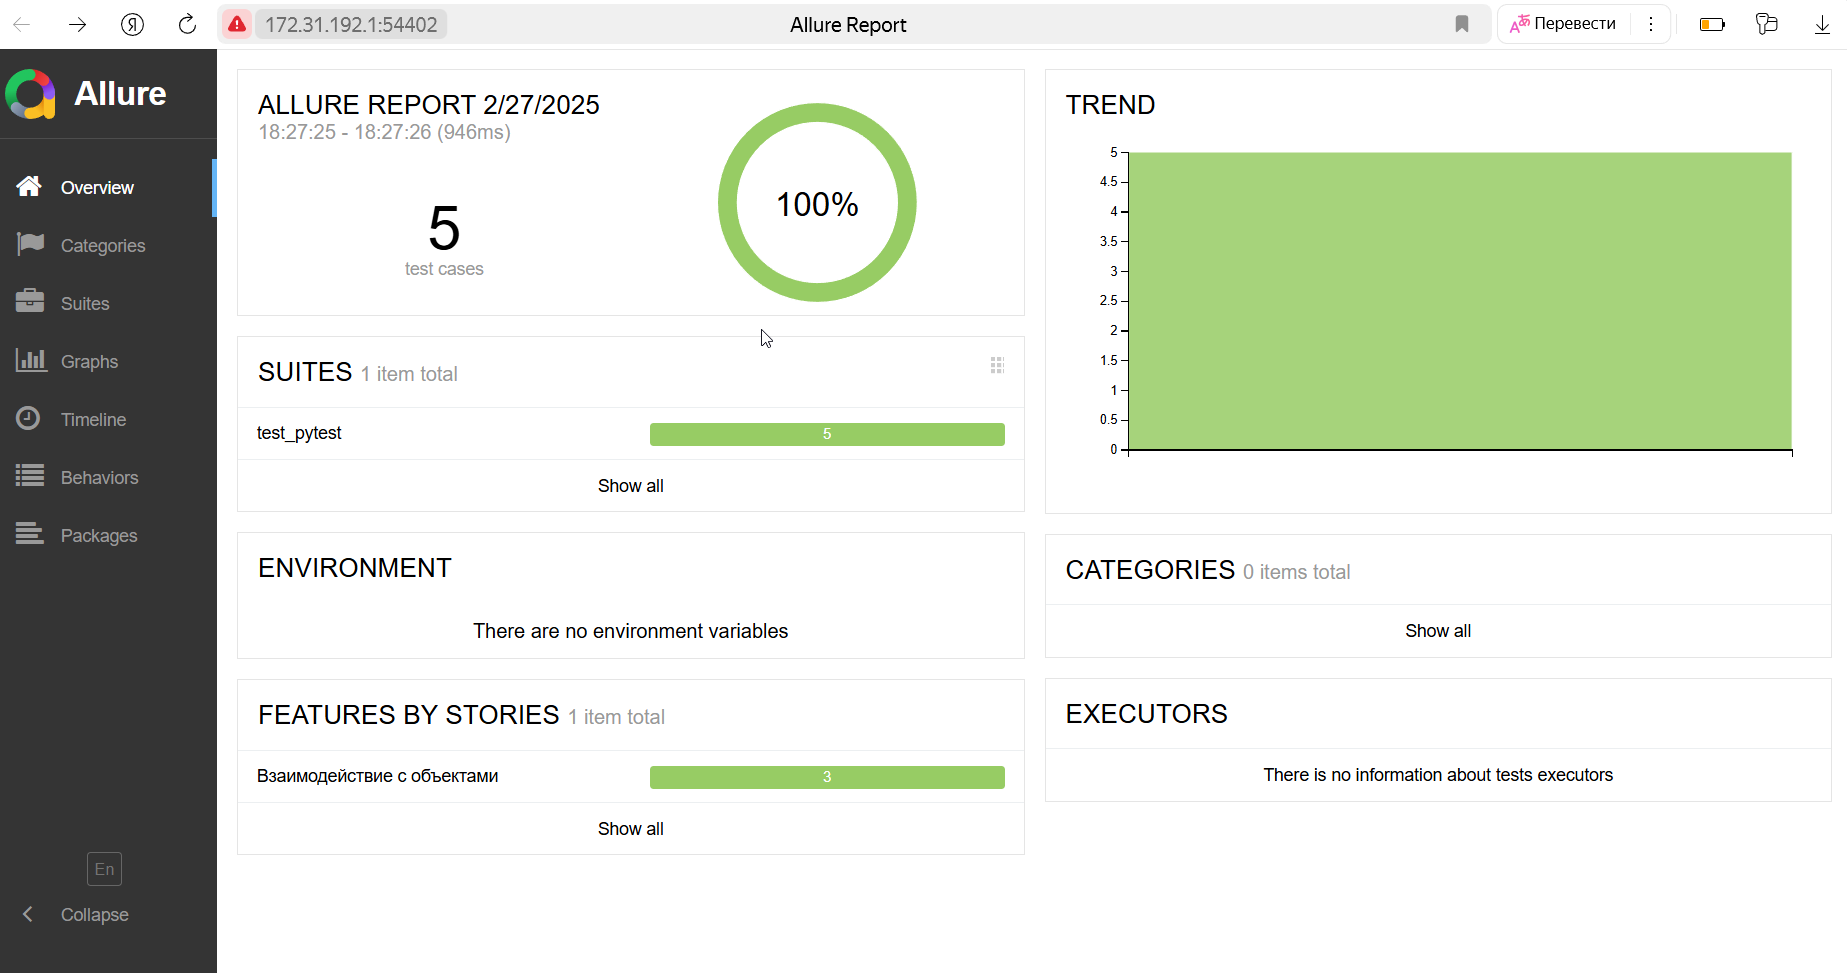 172.31.192.1:54402
Allure Report
Перевести
Allure
Overview
Categories
Suites
Graphs
Timeline
Behaviors
Packages
En
Collapse
ALLURE REPORT 2/27/2025
18:27:25 - 18:27:26 (946ms)
5
test cases
100%
SUITES 1 item total
test_pytest 5
Show all
ENVIRONMENT
There are no environment variables
FEATURES BY STORIES 1 item total
Взаимодействие с объектами 3
Show all
TREND
5
4.5
4
3.5
3
2.5
2
1.5
1
0.5
0
CATEGORIES 0 items total
Show all
EXECUTORS
There is no information about tests executors